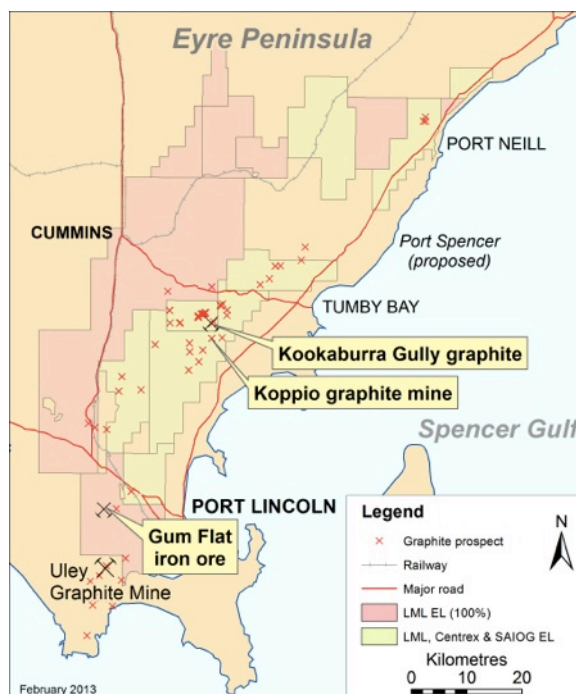 Eyre Peninsula
PORT NEILL
CUMMINS
Port Spencer
(proposed)
TUMBY BAY
Kookaburra Gully graphite
Koppio graphite mine
Spencer Gulf
PORT LINCOLN
Gum Flat
iron ore
Uley
Graphite Mine
Legend
Graphite prospect
Railway
Major road
LML EL (100%)
LML, Centrex & SAIOG EL
N
Kilometres
0 10 20
February 2013